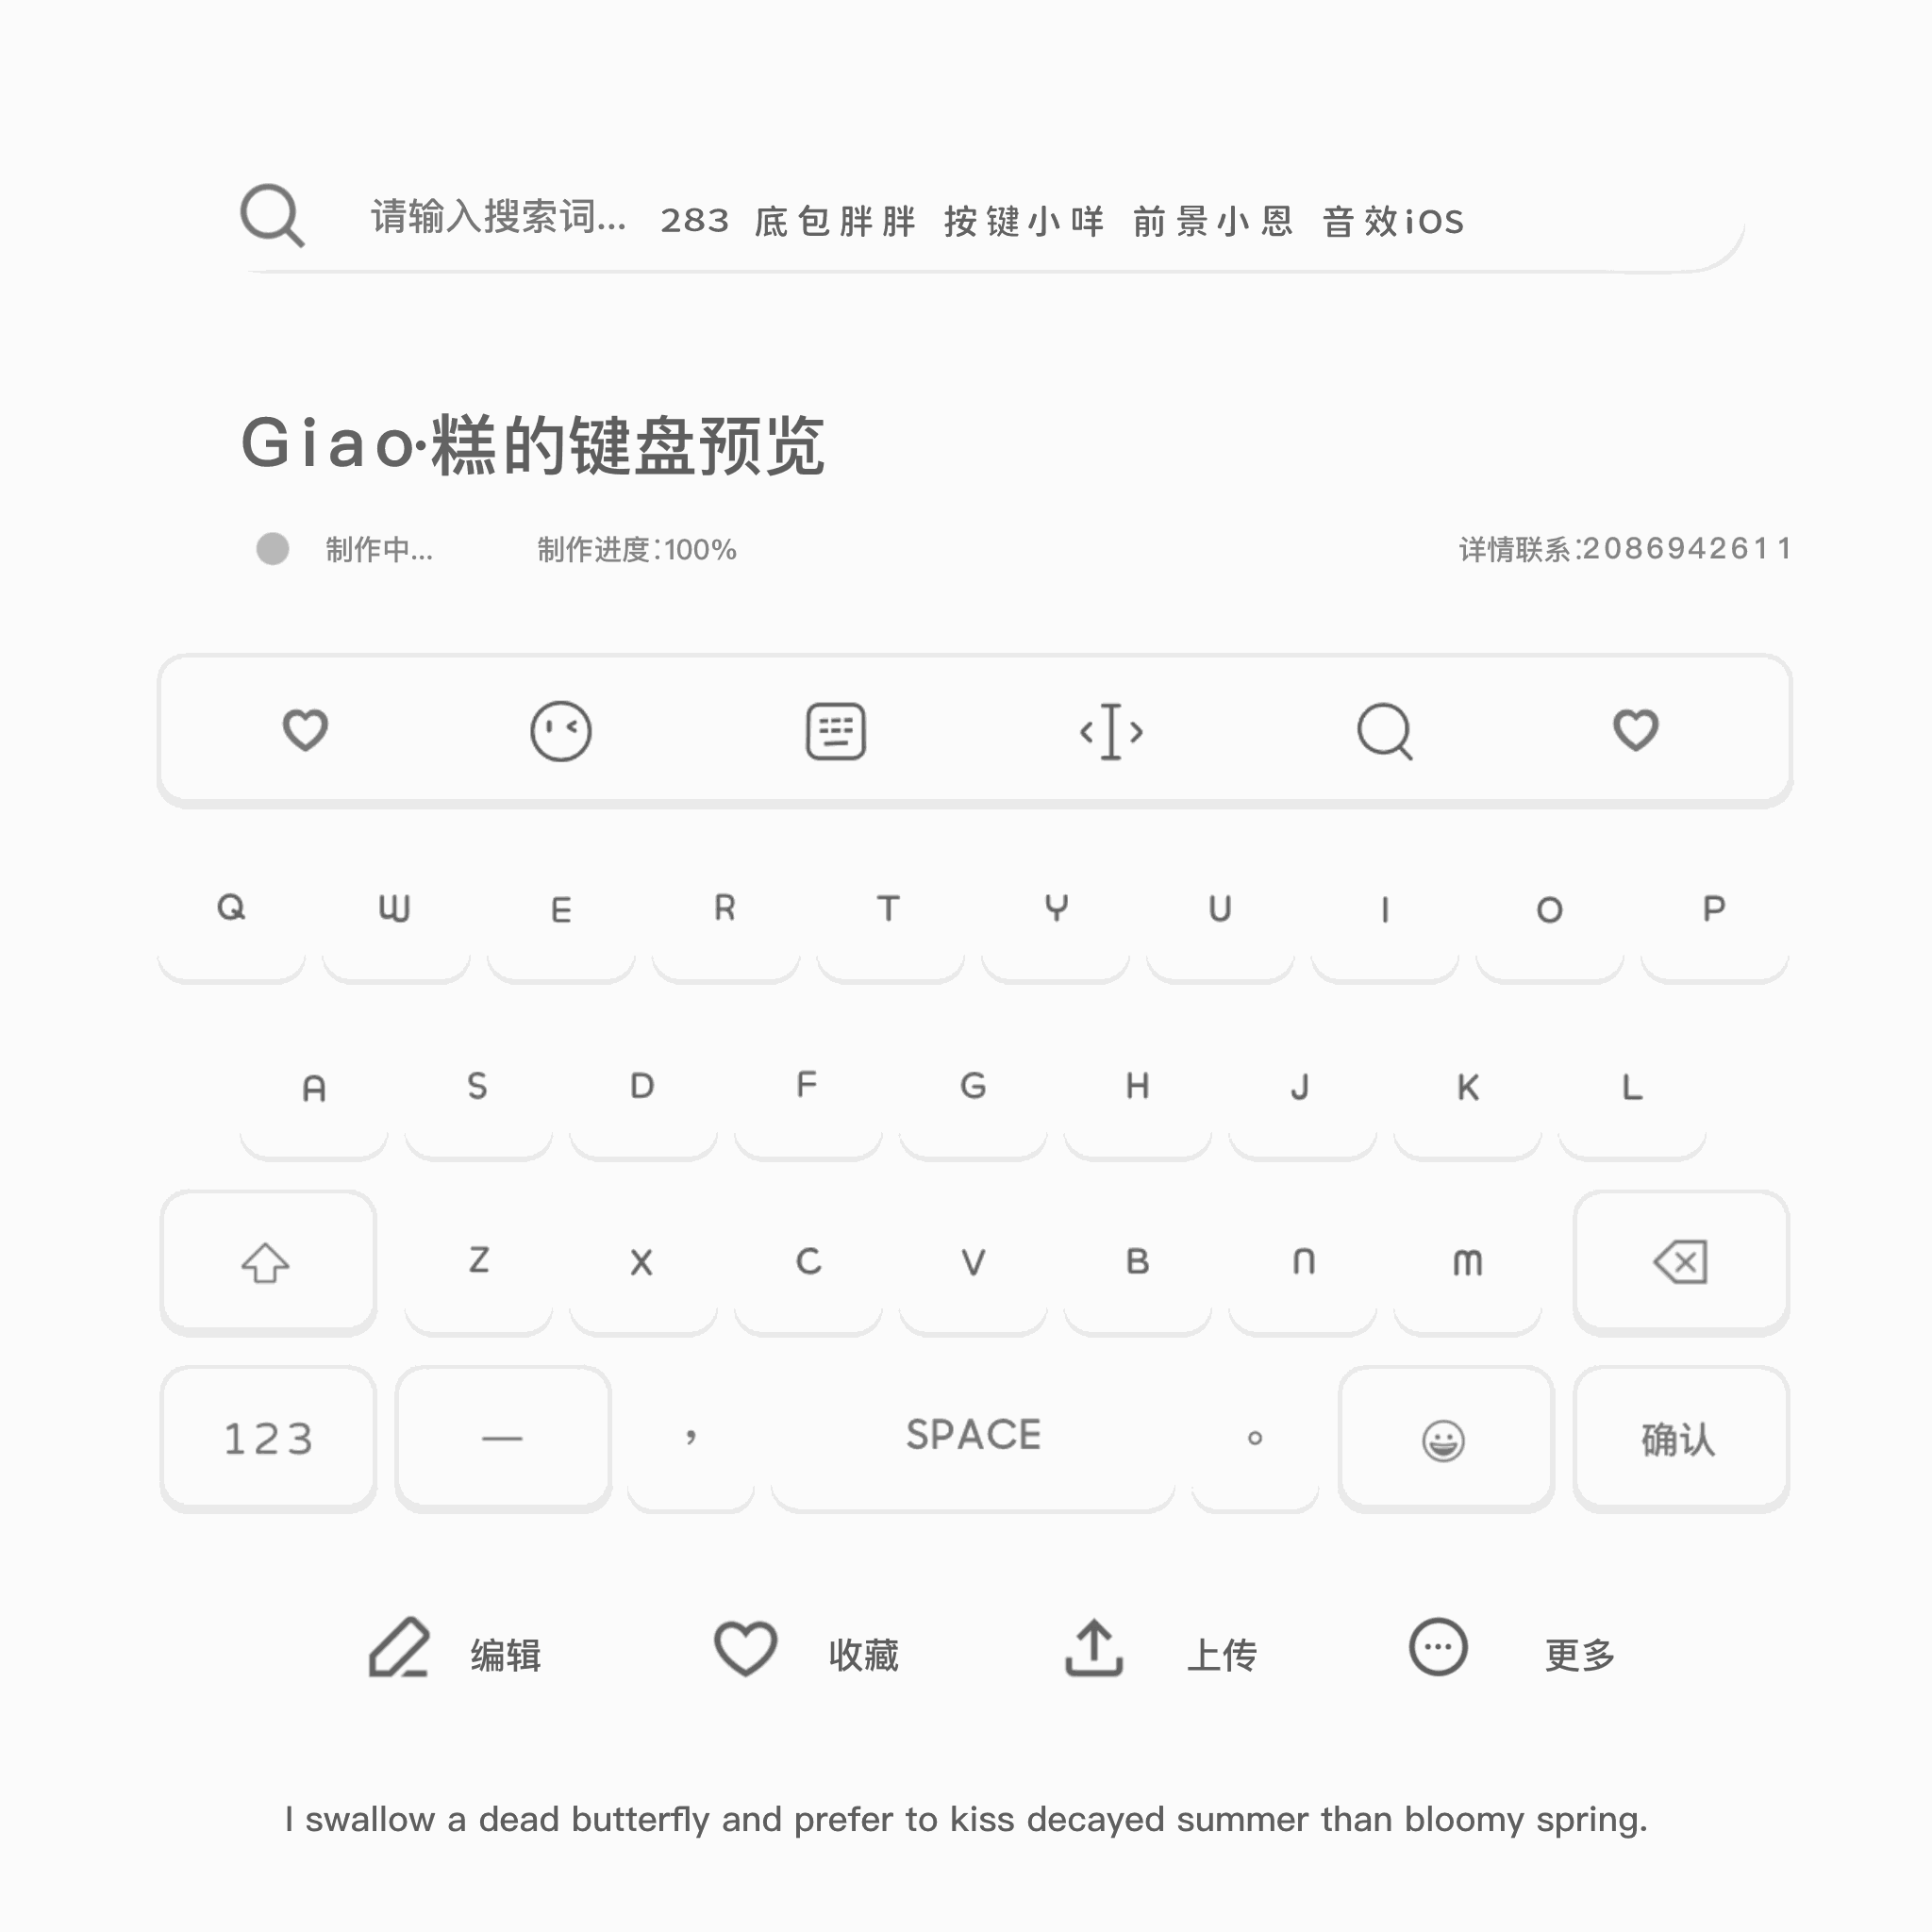 请输入搜索词... 283 底包胖胖 按键小咩 前景小恩 音效iOS
Giao·糕的键盘预览
制作中... 制作进度:100% 详情联系:2086942611
Q W E R T Y U I O P
A S D F G H J K L
Z X C V B N M
123 — , SPACE 。 确认
编辑 收藏 上传 更多
I swallow a dead butterfly and prefer to kiss decayed summer than bloomy spring.